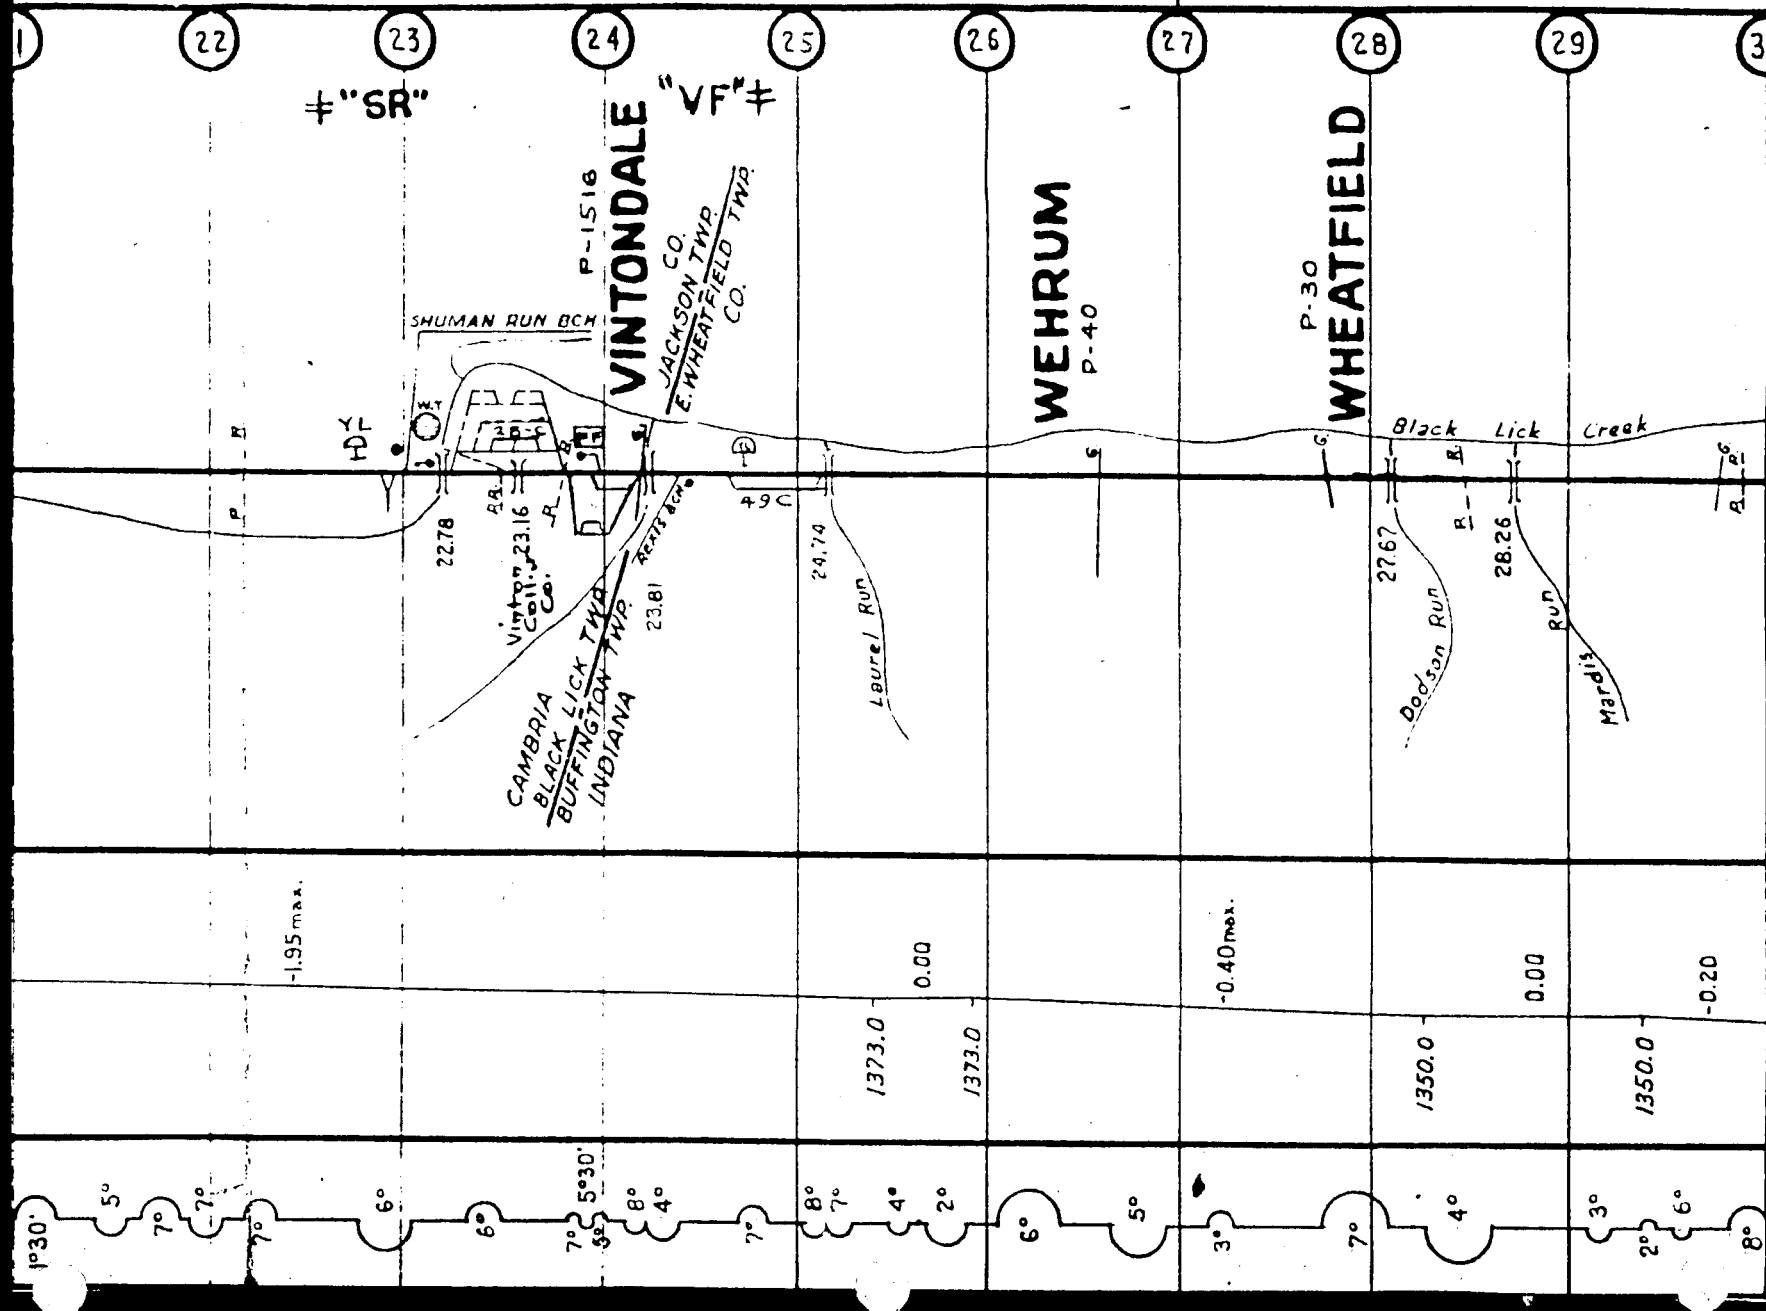 22
23
24
25
26
27
28
29
3
‡"SR"
"VF"‡
P-1518
VINTONDALE
CO.
JACKSON TWP.
E. WHEATFIELD TWP.
CO.
WEHRUM
P-40
P-30
WHEATFIELD
SHUMAN RUN BCH
W.T
Black Lick Creek
R
R
G
R
G
R
P
R
R
R
R
49C
22.78
23.16
Vinton
Coll.
Co.
REXIS BCH
23.81
24.74
27.67
28.26
Laurel Run
Dodson Run
Mardis Run
CAMBRIA
BLACK LICK TWP.
BUFFINGTON TWP.
INDIANA
-1.95 max.
0.00
-0.40 max.
0.00
-0.20
1373.0
1373.0
1350.0
1350.0
1°30'
5°
7°
7°
7°
6°
6°
7°
5°
5°30'
8°
4°
7°
8°
7°
4°
2°
6°
5°
3°
7°
4°
3°
2°
6°
8°